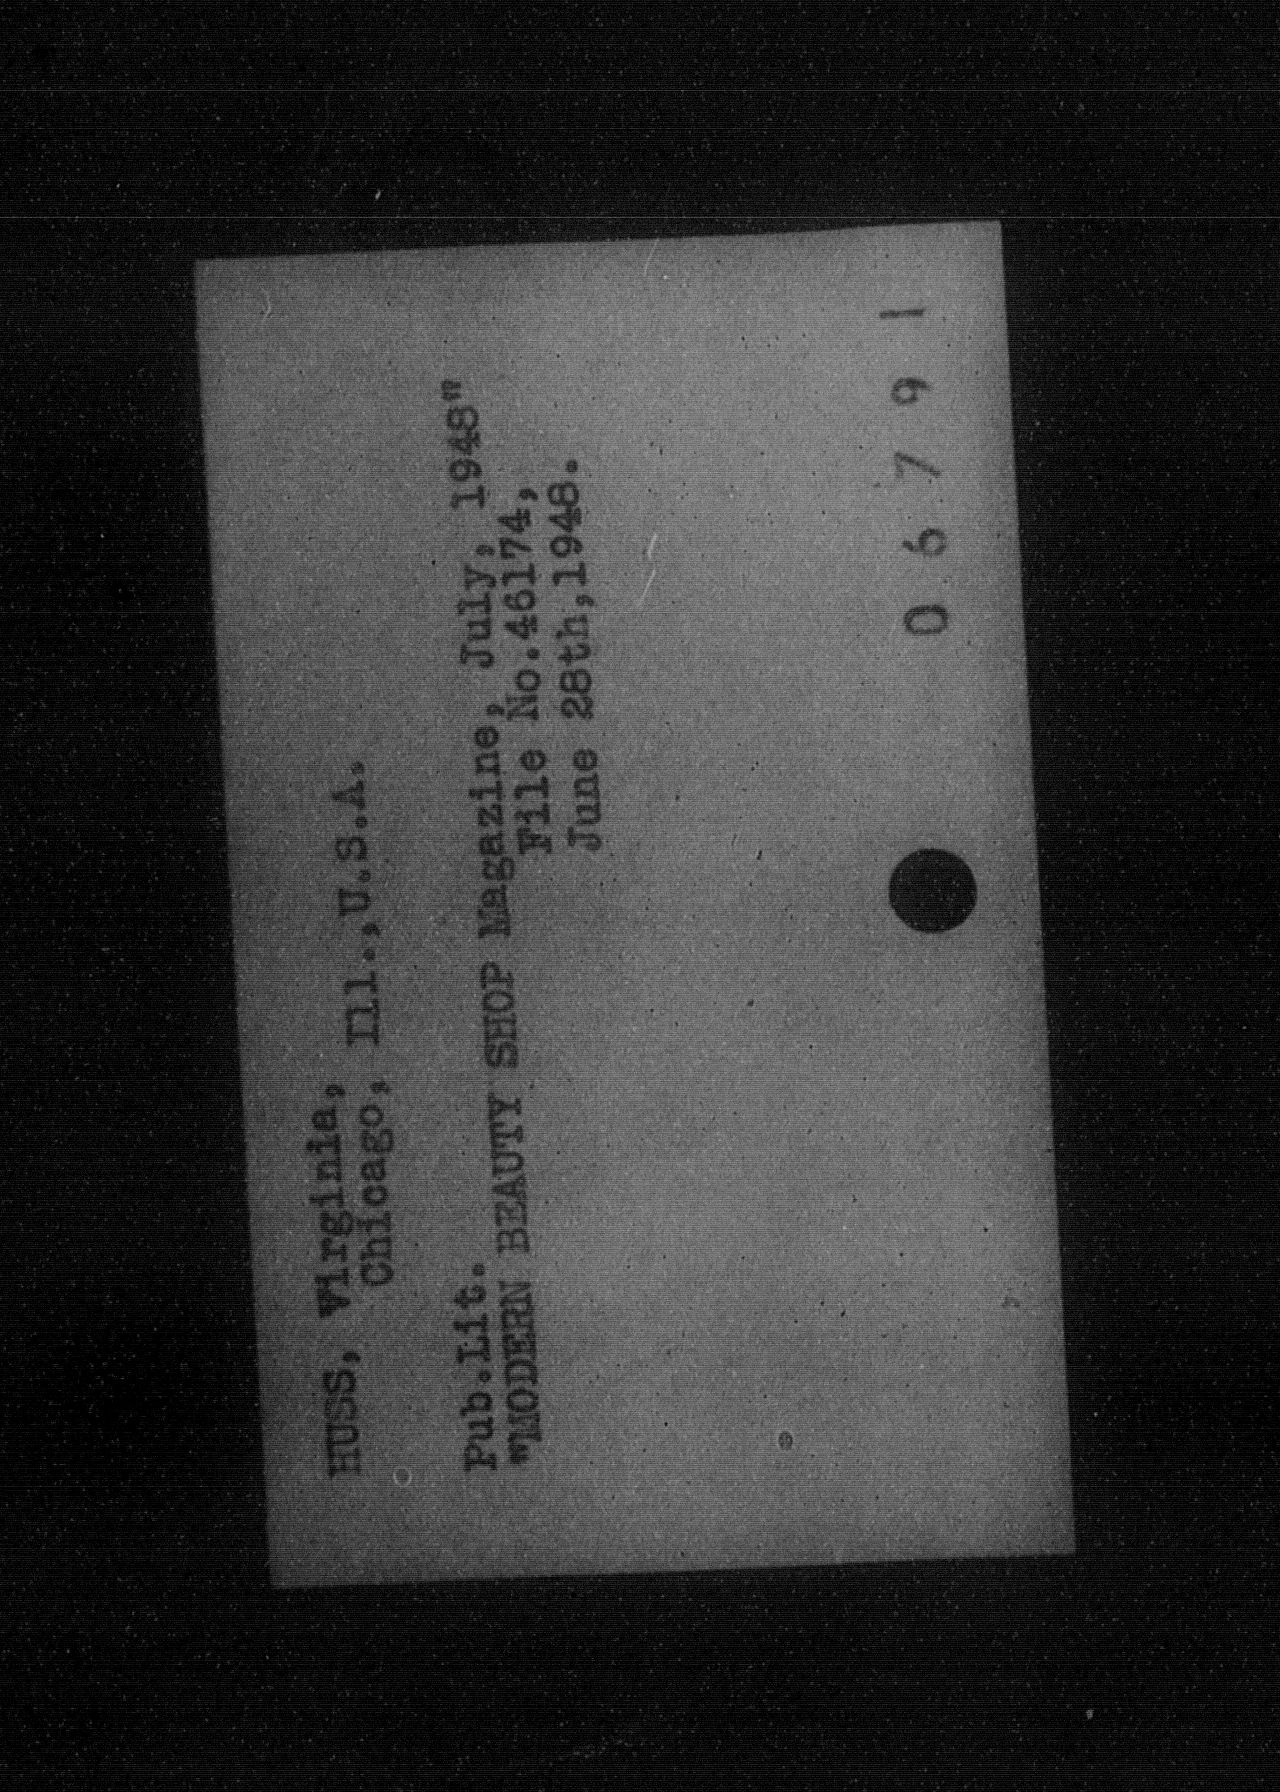 HUSS, Virginia,
Chicago, Ill.,U.S.A.
Pub.Lit.
"MODERN BEAUTY SHOP Magazine, July, 1948"
File No.46174,
June 28th,1948.
0 6 7 9 1